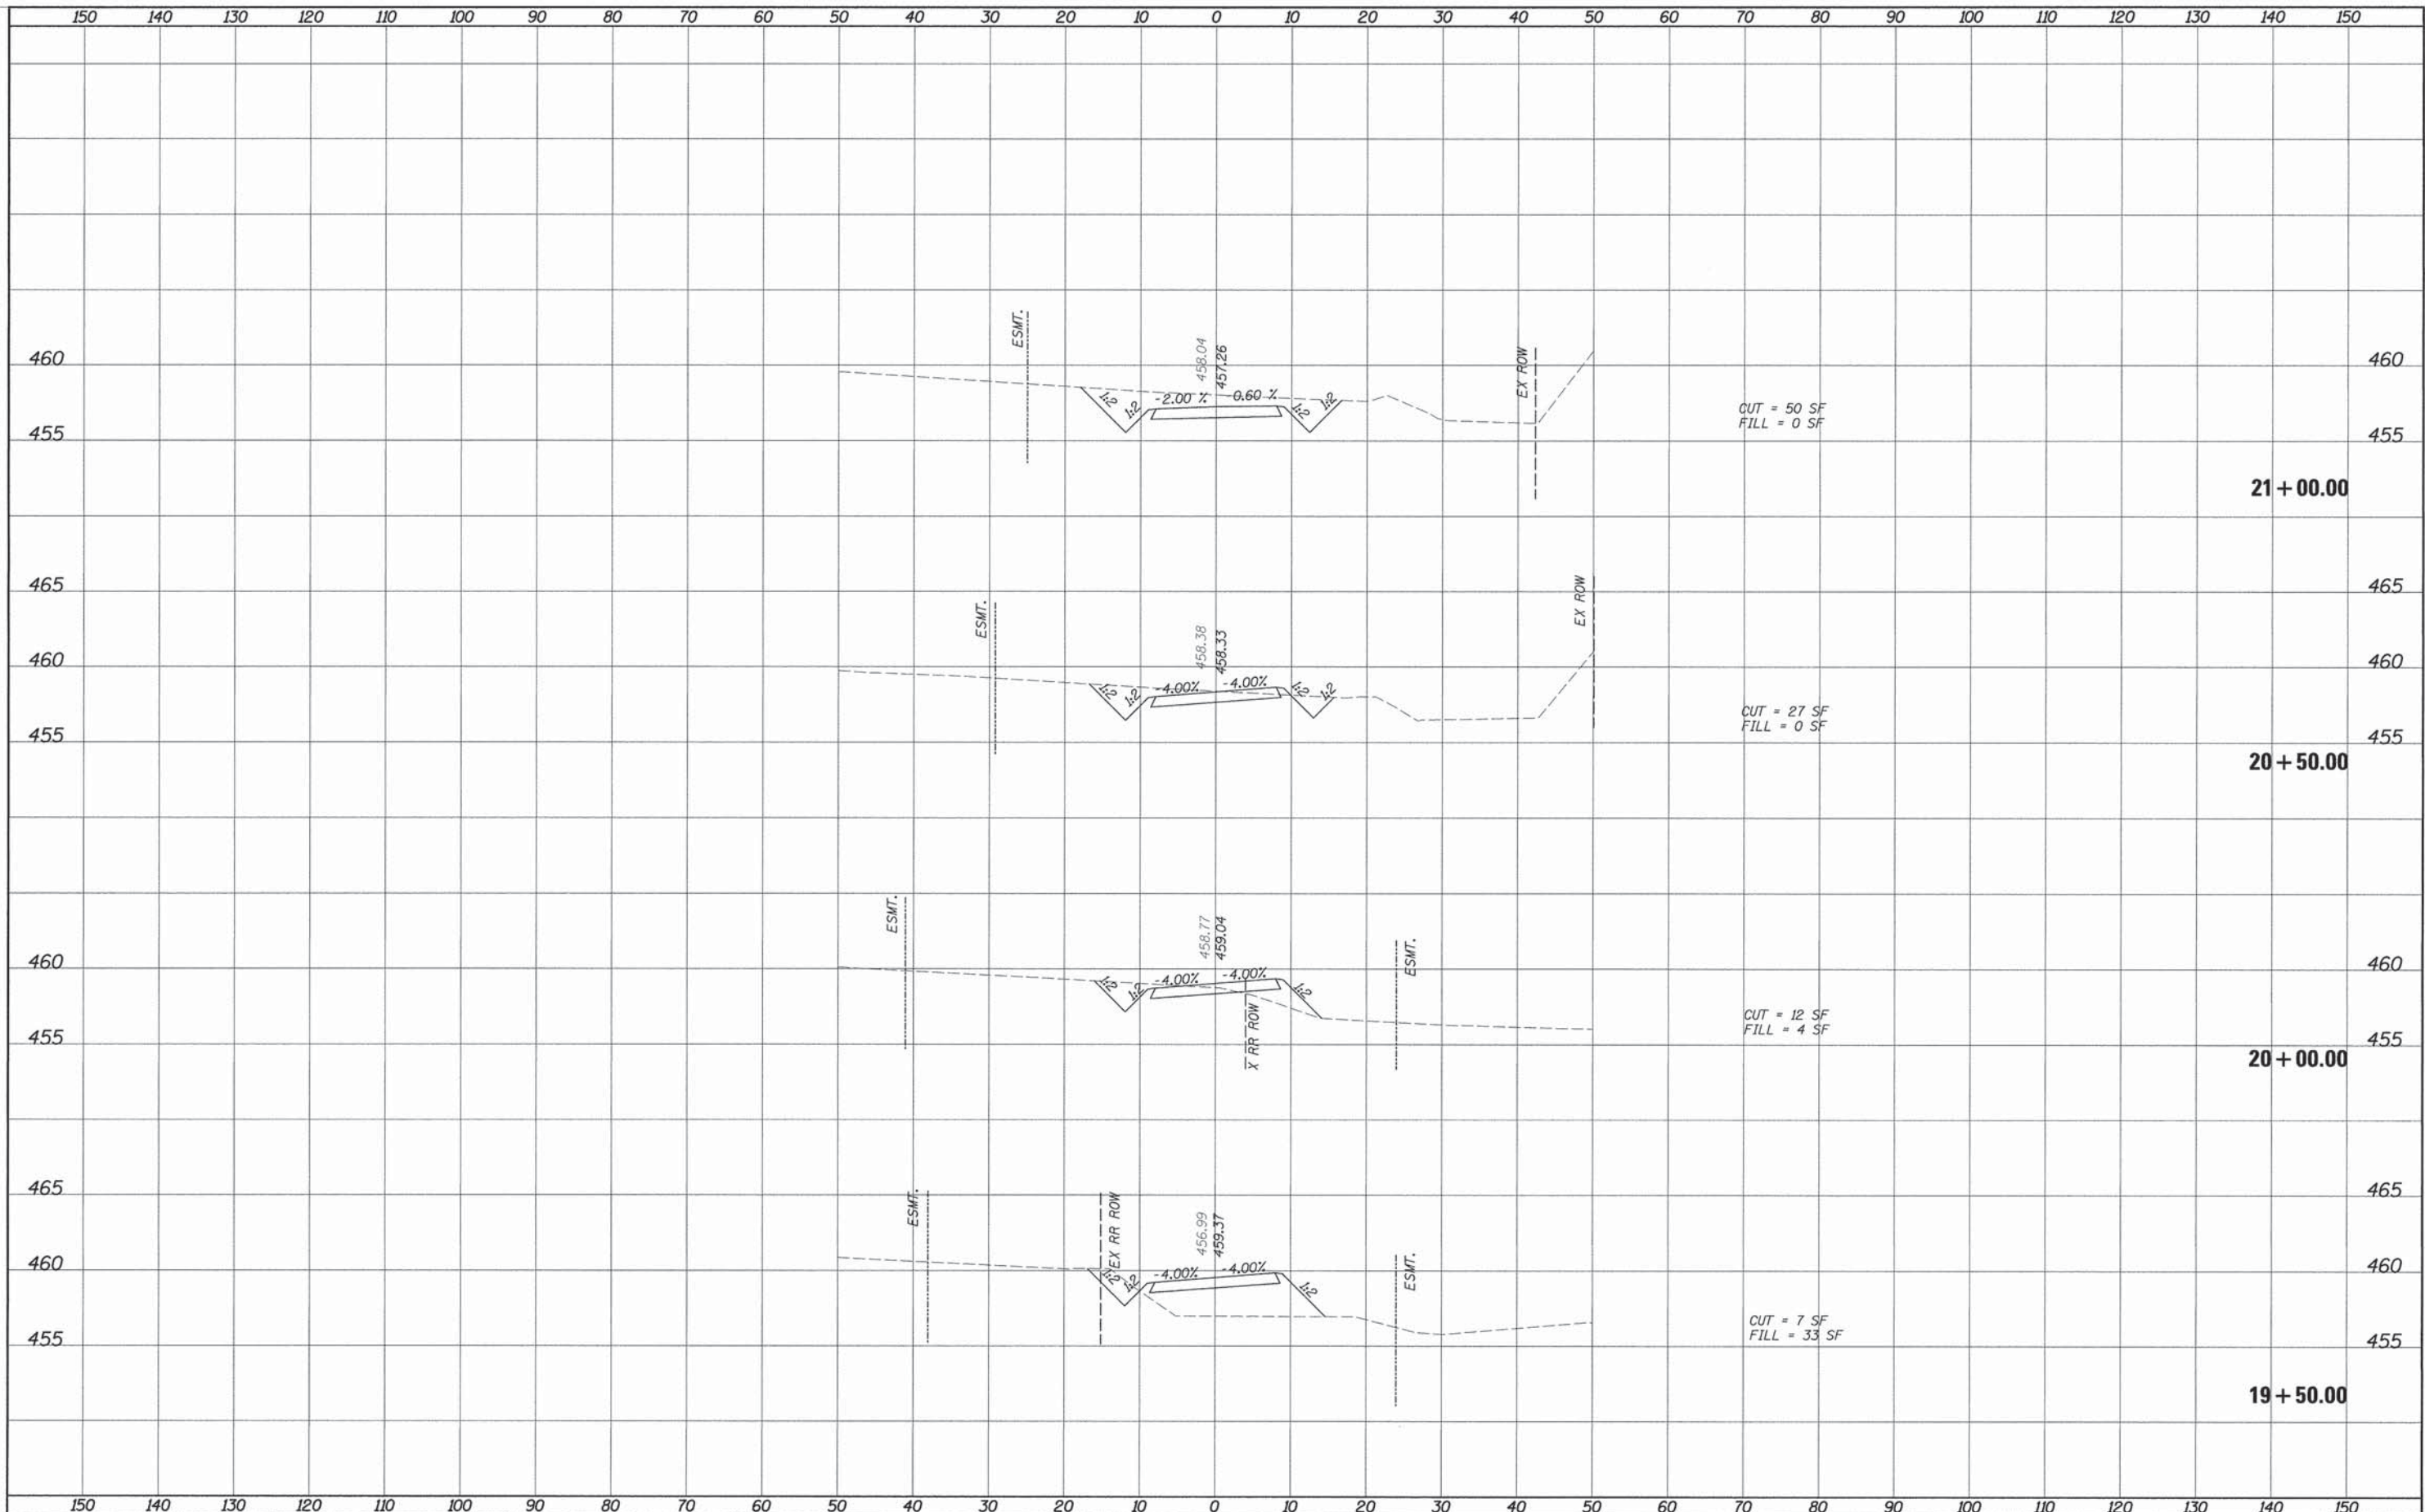 150 140 130 120 110 100 90 80 70 60 50 40 30 20 10 0 10 20 30 40 50 60 70 80 90 100 110 120 130 140 150
ESMT.
458.04
457.26
EX ROW
460
460
1:2
1:2
-2.00 %
-0.60 %
1:2
1:2
CUT = 50 SF
FILL = 0 SF
455
455
21+00.00
465
465
ESMT.
458.38
458.33
EX ROW
460
460
1:2
1:2
-4.00%
-4.00%
1:2
1:2
CUT = 27 SF
FILL = 0 SF
455
455
20+50.00
ESMT.
458.77
459.04
ESMT.
460
460
1:2
1:2
-4.00%
-4.00%
1:2
X RR ROW
CUT = 12 SF
FILL = 4 SF
455
455
20+00.00
465
465
ESMT.
EX RR ROW
456.99
459.37
ESMT.
460
460
1:2
1:2
-4.00%
-4.00%
1:2
CUT = 7 SF
FILL = 33 SF
455
455
19+50.00
150 140 130 120 110 100 90 80 70 60 50 40 30 20 10 0 10 20 30 40 50 60 70 80 90 100 110 120 130 140 150